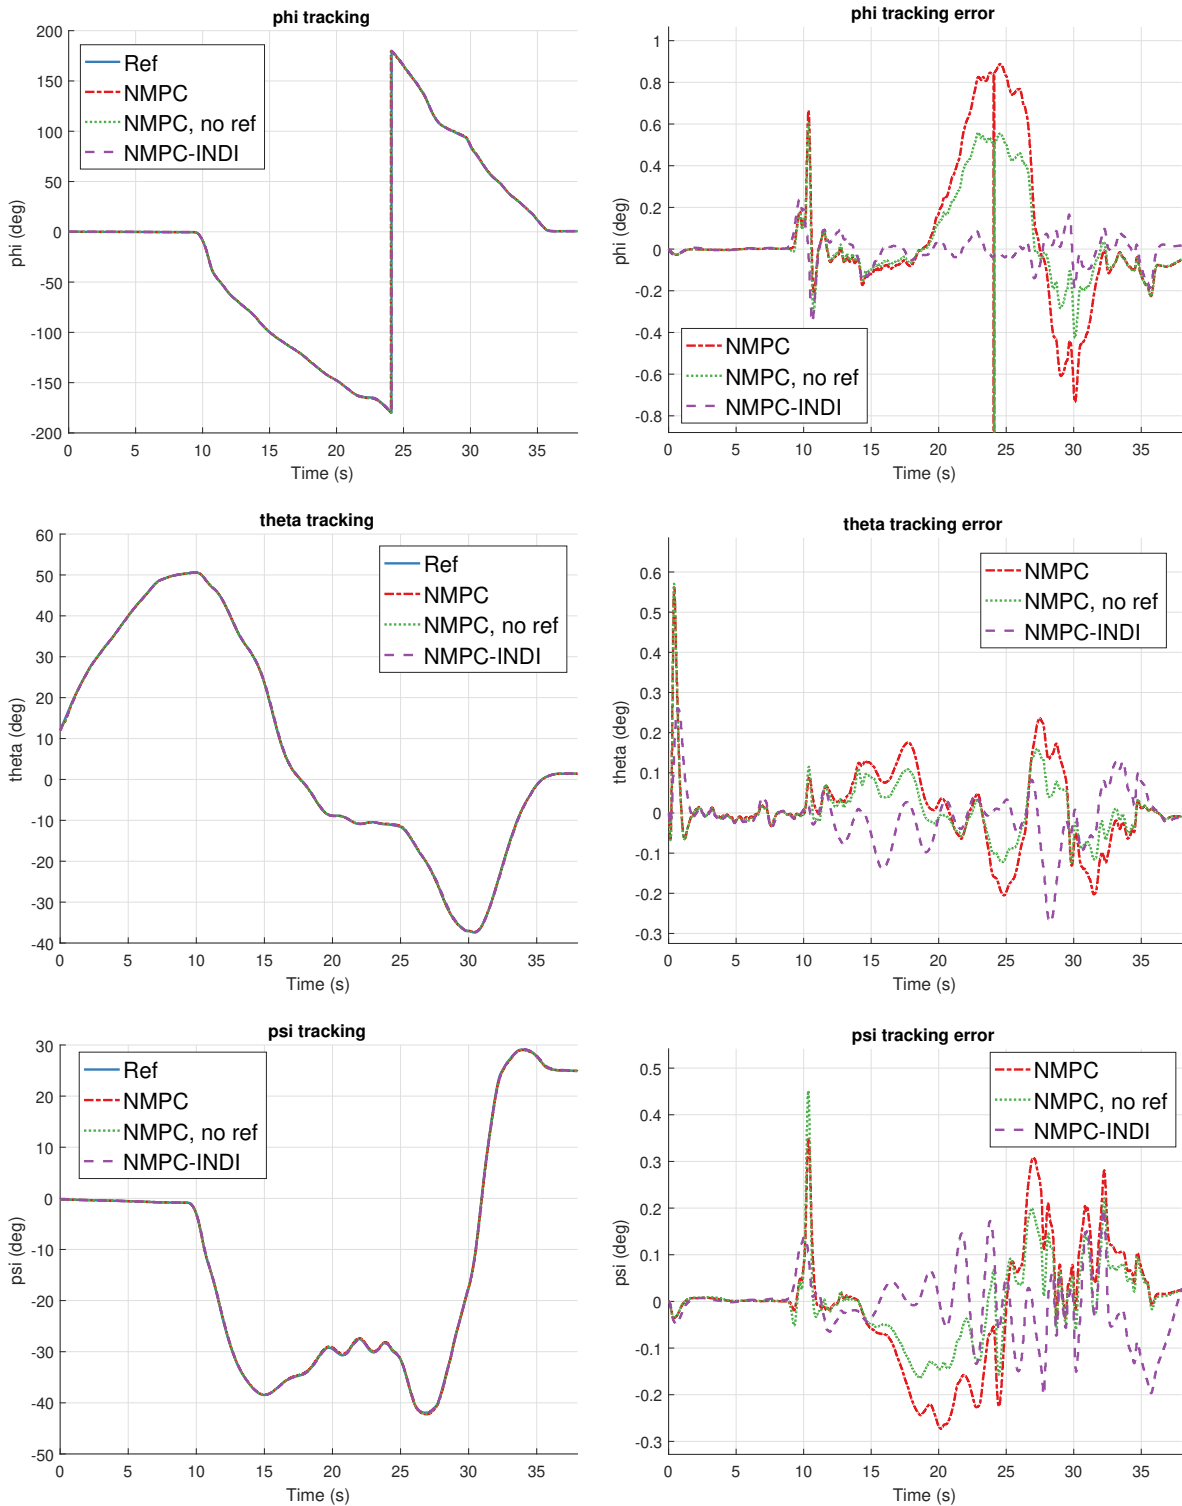 phi tracking
200
150
100
50
0
-50
-100
-150
-200
phi (deg)
0 5 10 15 20 25 30 35
Time (s)
Ref
NMPC
NMPC, no ref
NMPC-INDI
phi tracking error
1
0.8
0.6
0.4
0.2
0
-0.2
-0.4
-0.6
-0.8
phi (deg)
0 5 10 15 20 25 30 35
Time (s)
NMPC
NMPC, no ref
NMPC-INDI
theta tracking
60
50
40
30
20
10
0
-10
-20
-30
-40
theta (deg)
0 5 10 15 20 25 30 35
Time (s)
Ref
NMPC
NMPC, no ref
NMPC-INDI
theta tracking error
0.6
0.5
0.4
0.3
0.2
0.1
0
-0.1
-0.2
-0.3
theta (deg)
0 5 10 15 20 25 30 35
Time (s)
NMPC
NMPC, no ref
NMPC-INDI
psi tracking
30
20
10
0
-10
-20
-30
-40
-50
psi (deg)
0 5 10 15 20 25 30 35
Time (s)
Ref
NMPC
NMPC, no ref
NMPC-INDI
psi tracking error
0.5
0.4
0.3
0.2
0.1
0
-0.1
-0.2
-0.3
psi (deg)
0 5 10 15 20 25 30 35
Time (s)
NMPC
NMPC, no ref
NMPC-INDI